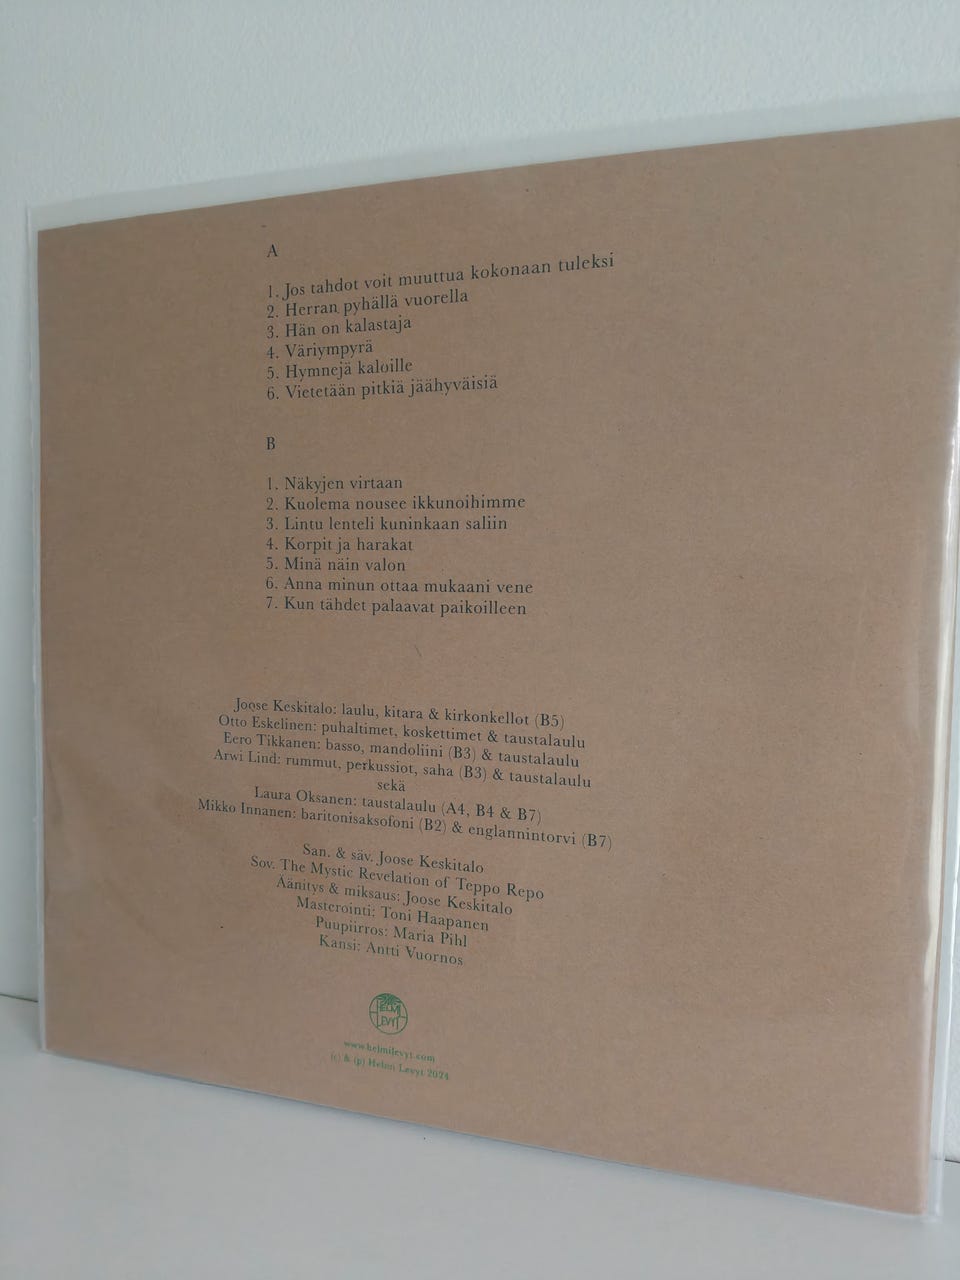 A
1. Jos tahdot voit muuttua kokonaan tuleksi
2. Herran pyhällä vuorella
3. Hän on kalastaja
4. Väriympyrä
5. Hymnejä kaloille
6. Vietetään pitkiä jäähyväisiä
B
1. Näkyjen virtaan
2. Kuolema nousee ikkunoihimme
3. Lintu lenteli kuninkaan saliin
4. Korpit ja harakat
5. Minä näin valon
6. Anna minun ottaa mukaani vene
7. Kun tähdet palaavat paikoilleen
Joose Keskitalo: laulu, kitara & kirkonkellot (B5)
Otto Eskelinen: puhaltimet, koskettimet & taustalaulu
Eero Tikkanen: basso, mandoliini (B3) & taustalaulu
Arwi Lind: rummut, perkussiot, saha (B3) & taustalaulu
sekä
Laura Oksanen: taustalaulu (A4, B4 & B7)
Mikko Innanen: baritonisaksofoni (B2) & englannintorvi (B7)
San. & säv. Joose Keskitalo
Sov. The Mystic Revelation of Teppo Repo
Äänitys & miksaus: Joose Keskitalo
Masterointi: Toni Haapanen
Puupiirros: Maria Pihl
Kansi: Antti Vuornos
HELMI
LEVYT
www.helmilevyt.com
(c) & (p) Helmi Levyt 2024